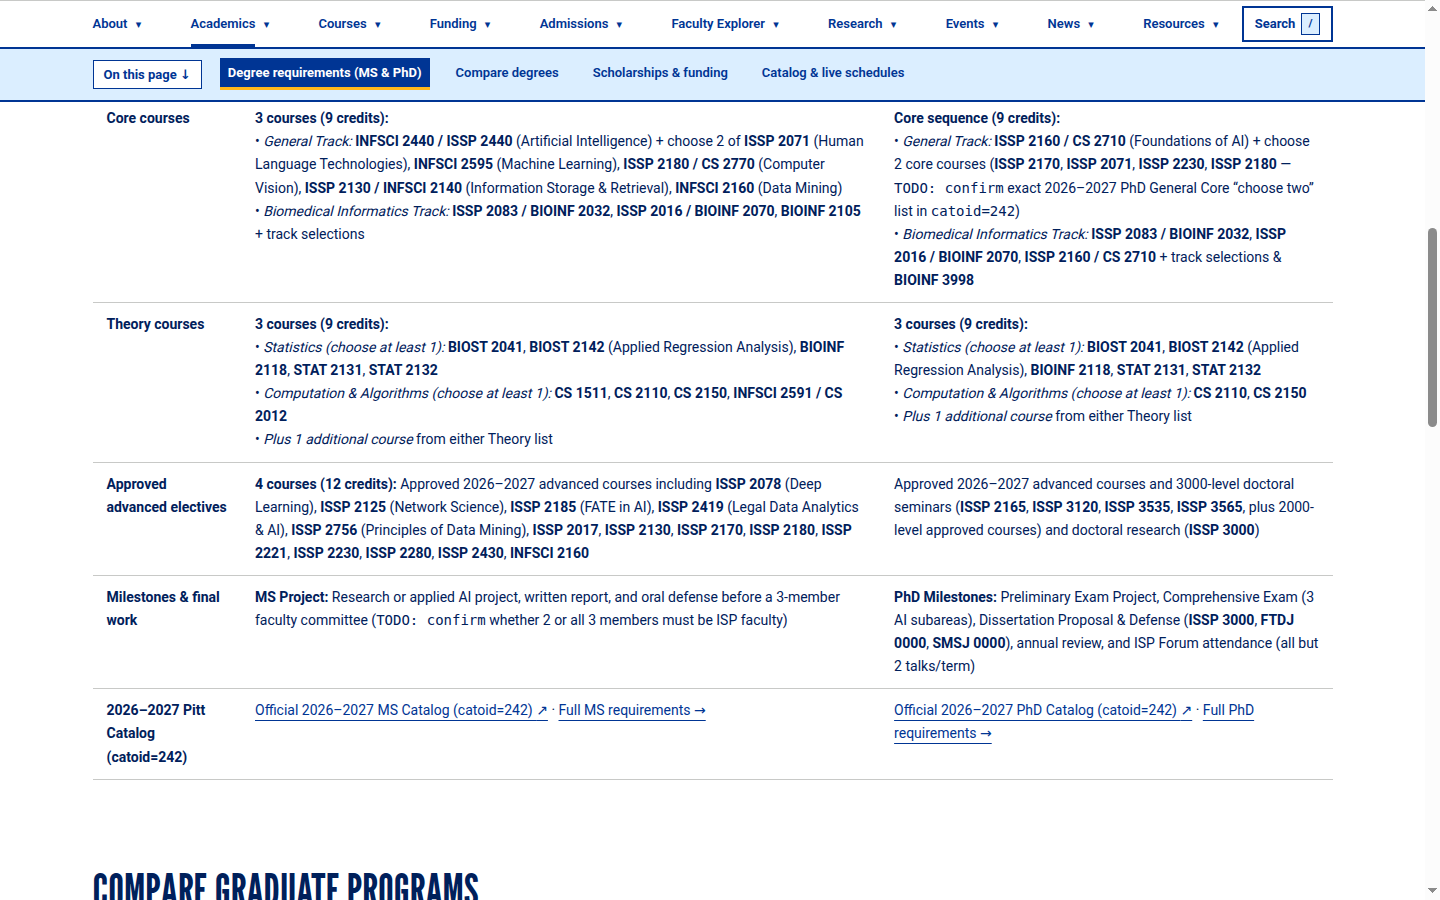 About ▼ Academics ▼ Courses ▼ Funding ▼ Admissions ▼ Faculty Explorer ▼ Research ▼ Events ▼ News ▼ Resources ▼ Search /
On this page ↓ Degree requirements (MS & PhD) Compare degrees Scholarships & funding Catalog & live schedules
Core courses
3 courses (9 credits):
• General Track: INFSCI 2440 / ISSP 2440 (Artificial Intelligence) + choose 2 of ISSP 2071 (Human
Language Technologies), INFSCI 2595 (Machine Learning), ISSP 2180 / CS 2770 (Computer
Vision), ISSP 2130 / INFSCI 2140 (Information Storage & Retrieval), INFSCI 2160 (Data Mining)
• Biomedical Informatics Track: ISSP 2083 / BIOINF 2032, ISSP 2016 / BIOINF 2070, BIOINF 2105
+ track selections
Core sequence (9 credits):
• General Track: ISSP 2160 / CS 2710 (Foundations of AI) + choose
2 core courses (ISSP 2170, ISSP 2071, ISSP 2230, ISSP 2180 —
TODO: confirm exact 2026–2027 PhD General Core “choose two”
list in catoid=242)
• Biomedical Informatics Track: ISSP 2083 / BIOINF 2032, ISSP
2016 / BIOINF 2070, ISSP 2160 / CS 2710 + track selections &
BIOINF 3998
Theory courses
3 courses (9 credits):
• Statistics (choose at least 1): BIOST 2041, BIOST 2142 (Applied Regression Analysis), BIOINF
2118, STAT 2131, STAT 2132
• Computation & Algorithms (choose at least 1): CS 1511, CS 2110, CS 2150, INFSCI 2591 / CS
2012
• Plus 1 additional course from either Theory list
3 courses (9 credits):
• Statistics (choose at least 1): BIOST 2041, BIOST 2142 (Applied
Regression Analysis), BIOINF 2118, STAT 2131, STAT 2132
• Computation & Algorithms (choose at least 1): CS 2110, CS 2150
• Plus 1 additional course from either Theory list
Approved
advanced electives
4 courses (12 credits): Approved 2026–2027 advanced courses including ISSP 2078 (Deep
Learning), ISSP 2125 (Network Science), ISSP 2185 (FATE in AI), ISSP 2419 (Legal Data Analytics
& AI), ISSP 2756 (Principles of Data Mining), ISSP 2017, ISSP 2130, ISSP 2170, ISSP 2180, ISSP
2221, ISSP 2230, ISSP 2280, ISSP 2430, INFSCI 2160
Approved 2026–2027 advanced courses and 3000-level doctoral
seminars (ISSP 2165, ISSP 3120, ISSP 3535, ISSP 3565, plus 2000-
level approved courses) and doctoral research (ISSP 3000)
Milestones & final
work
MS Project: Research or applied AI project, written report, and oral defense before a 3-member
faculty committee (TODO: confirm whether 2 or all 3 members must be ISP faculty)
PhD Milestones: Preliminary Exam Project, Comprehensive Exam (3
AI subareas), Dissertation Proposal & Defense (ISSP 3000, FTDJ
0000, SMSJ 0000), annual review, and ISP Forum attendance (all but
2 talks/term)
2026–2027 Pitt
Catalog
(catoid=242)
Official 2026–2027 MS Catalog (catoid=242) ↗ · Full MS requirements →
Official 2026–2027 PhD Catalog (catoid=242) ↗ · Full PhD
requirements →
COMPARE GRADUATE PROGRAMS